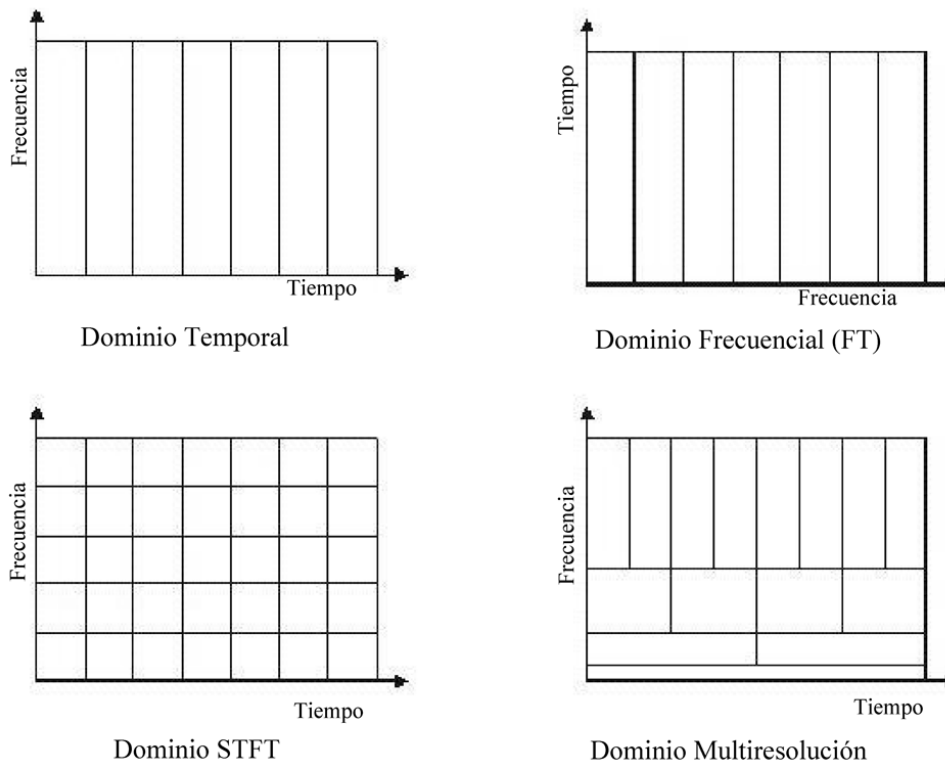 Frecuencia
Tiempo
Dominio Temporal
Tiempo
Frecuencia
Dominio Frecuencial (FT)
Frecuencia
Tiempo
Dominio STFT
Frecuencia
Tiempo
Dominio Multiresolución